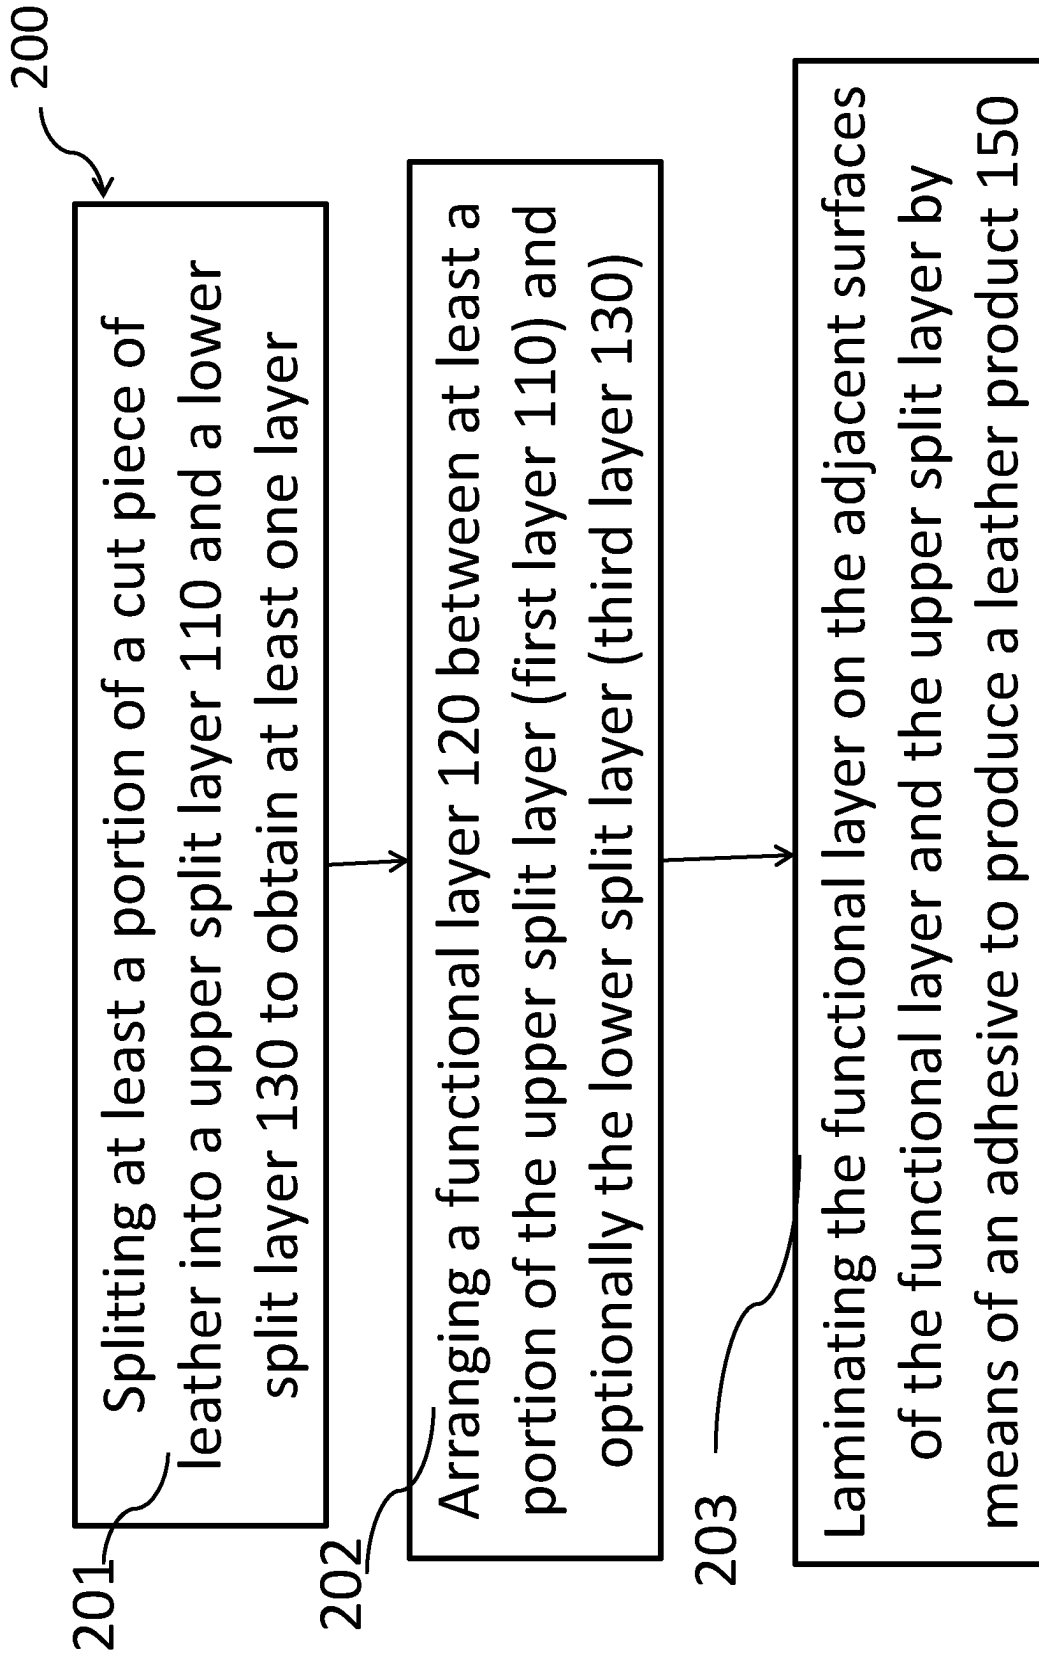 200
201
Splitting at least a portion of a cut piece of
leather into a upper split layer 110 and a lower
split layer 130 to obtain at least one layer
202
Arranging a functional layer 120 between at least a
portion of the upper split layer (first layer 110) and
optionally the lower split layer (third layer 130)
203
Laminating the functional layer on the adjacent surfaces
of the functional layer and the upper split layer by
means of an adhesive to produce a leather product 150